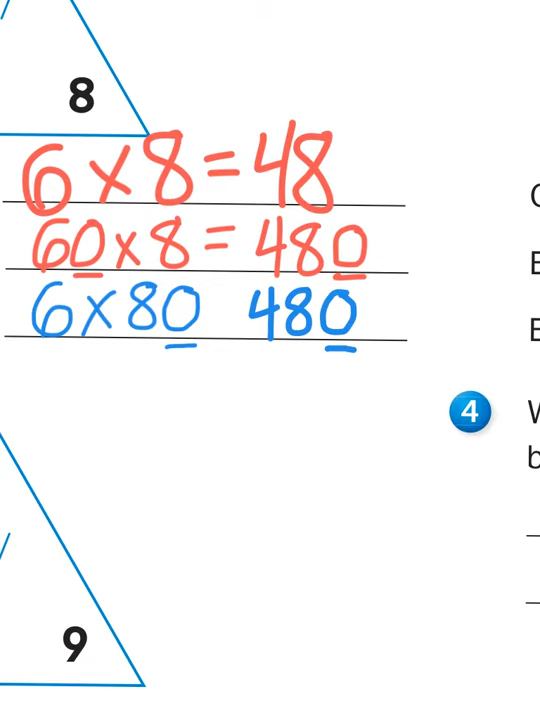 8
6 × 8 = 48
60 × 8 = 480
6 × 80 480
4
9